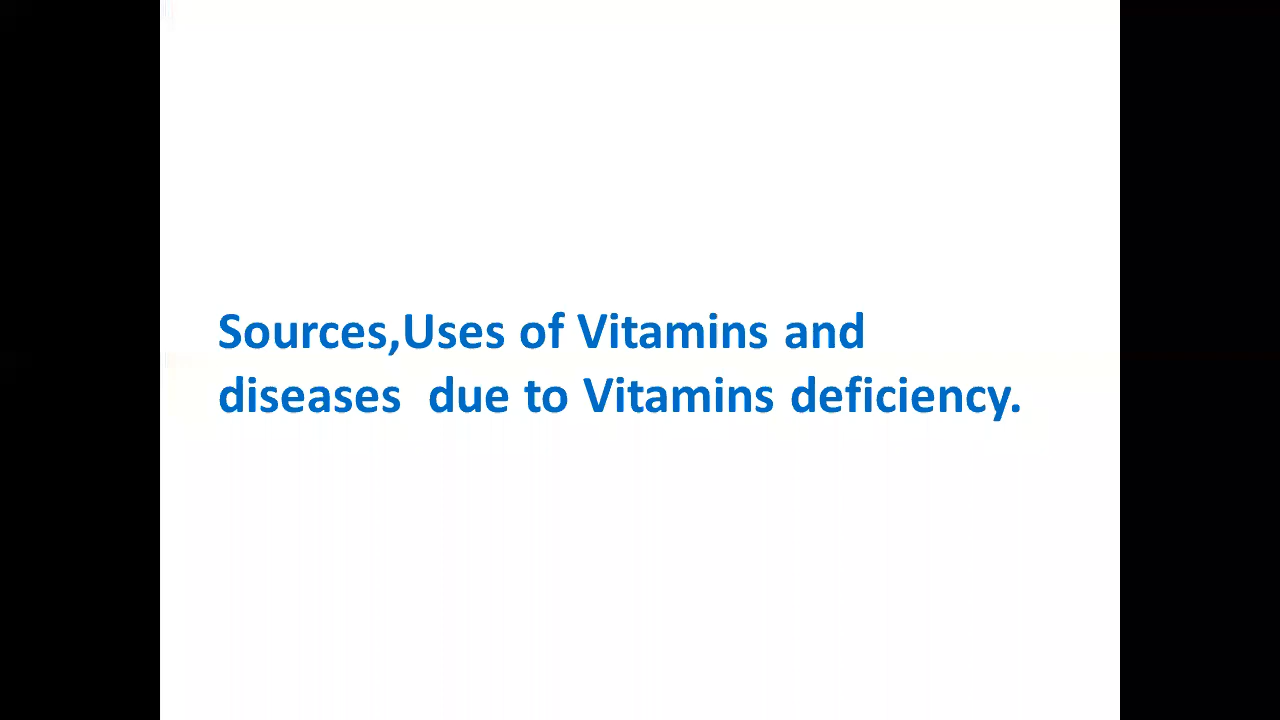 Sources,Uses of Vitamins and
diseases  due to Vitamins deficiency.